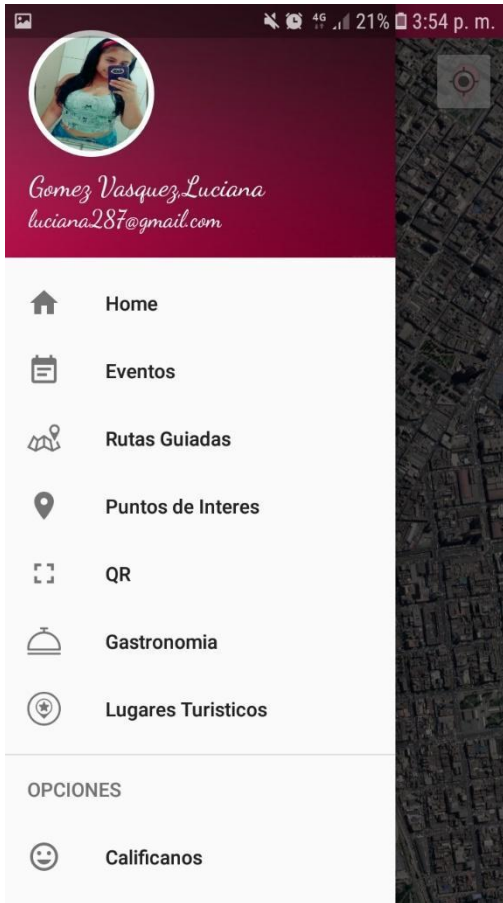 4G 21% 3:54 p. m.
Gomez Vasquez,Luciana
luciana287@gmail.com
Home
Eventos
Rutas Guiadas
Puntos de Interes
QR
Gastronomia
Lugares Turisticos
OPCIONES
Calificanos